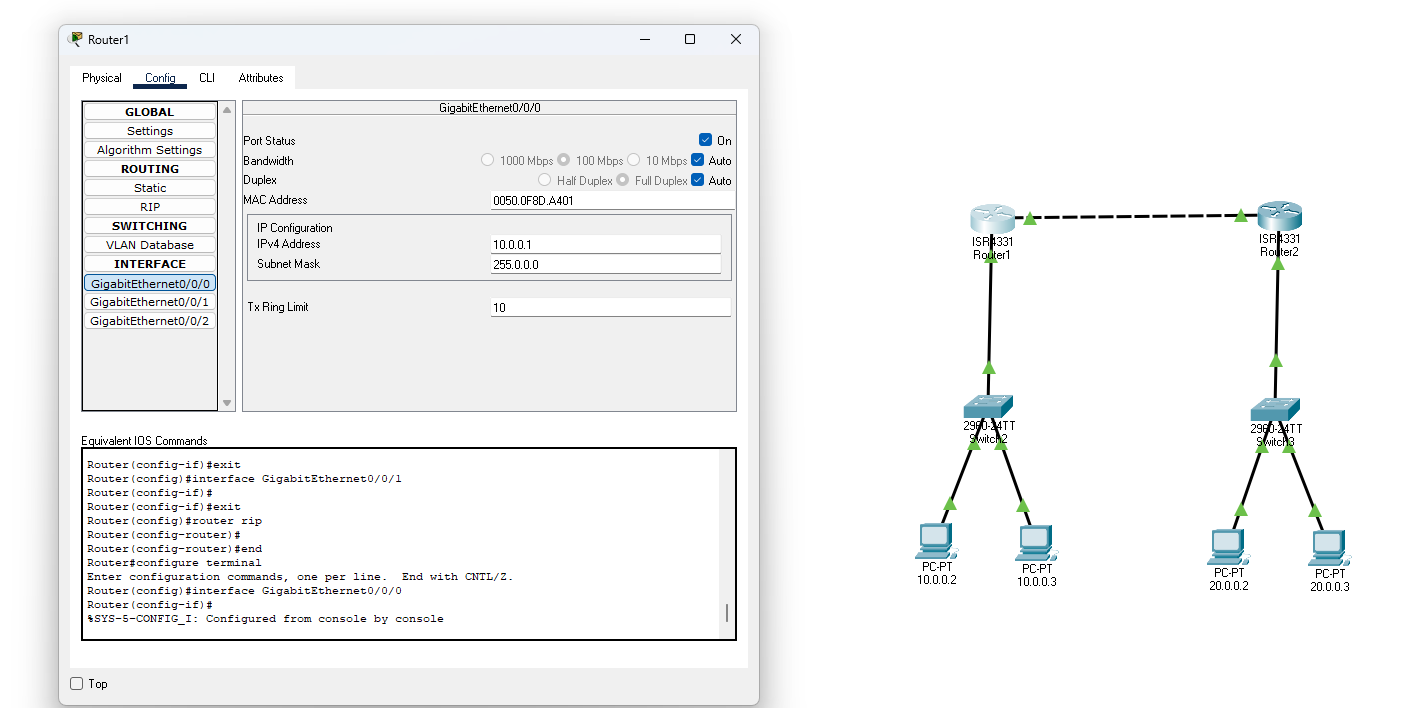 Router1
Physical Config CLI Attributes
GLOBAL
Settings
Algorithm Settings
ROUTING
Static
RIP
SWITCHING
VLAN Database
INTERFACE
GigabitEthernet0/0/0
GigabitEthernet0/0/1
GigabitEthernet0/0/2
GigabitEthernet0/0/0
Port Status On
Bandwidth 1000 Mbps 100 Mbps 10 Mbps Auto
Duplex Half Duplex Full Duplex Auto
MAC Address 0050.0F8D.A401
IP Configuration
IPv4 Address 10.0.0.1
Subnet Mask 255.0.0.0
Tx Ring Limit 10
Equivalent IOS Commands
Router(config-if)#exit
Router(config)#interface GigabitEthernet0/0/1
Router(config-if)#
Router(config-if)#exit
Router(config)#router rip
Router(config-router)#
Router(config-router)#end
Router#configure terminal
Enter configuration commands, one per line. End with CNTL/Z.
Router(config)#interface GigabitEthernet0/0/0
Router(config-if)#
%SYS-5-CONFIG_I: Configured from console by console
Top
ISR4331
Router1
ISR4331
Router2
2960-24TT
Switch2
2960-24TT
Switch3
PC-PT
10.0.0.2
PC-PT
10.0.0.3
PC-PT
20.0.0.2
PC-PT
20.0.0.3